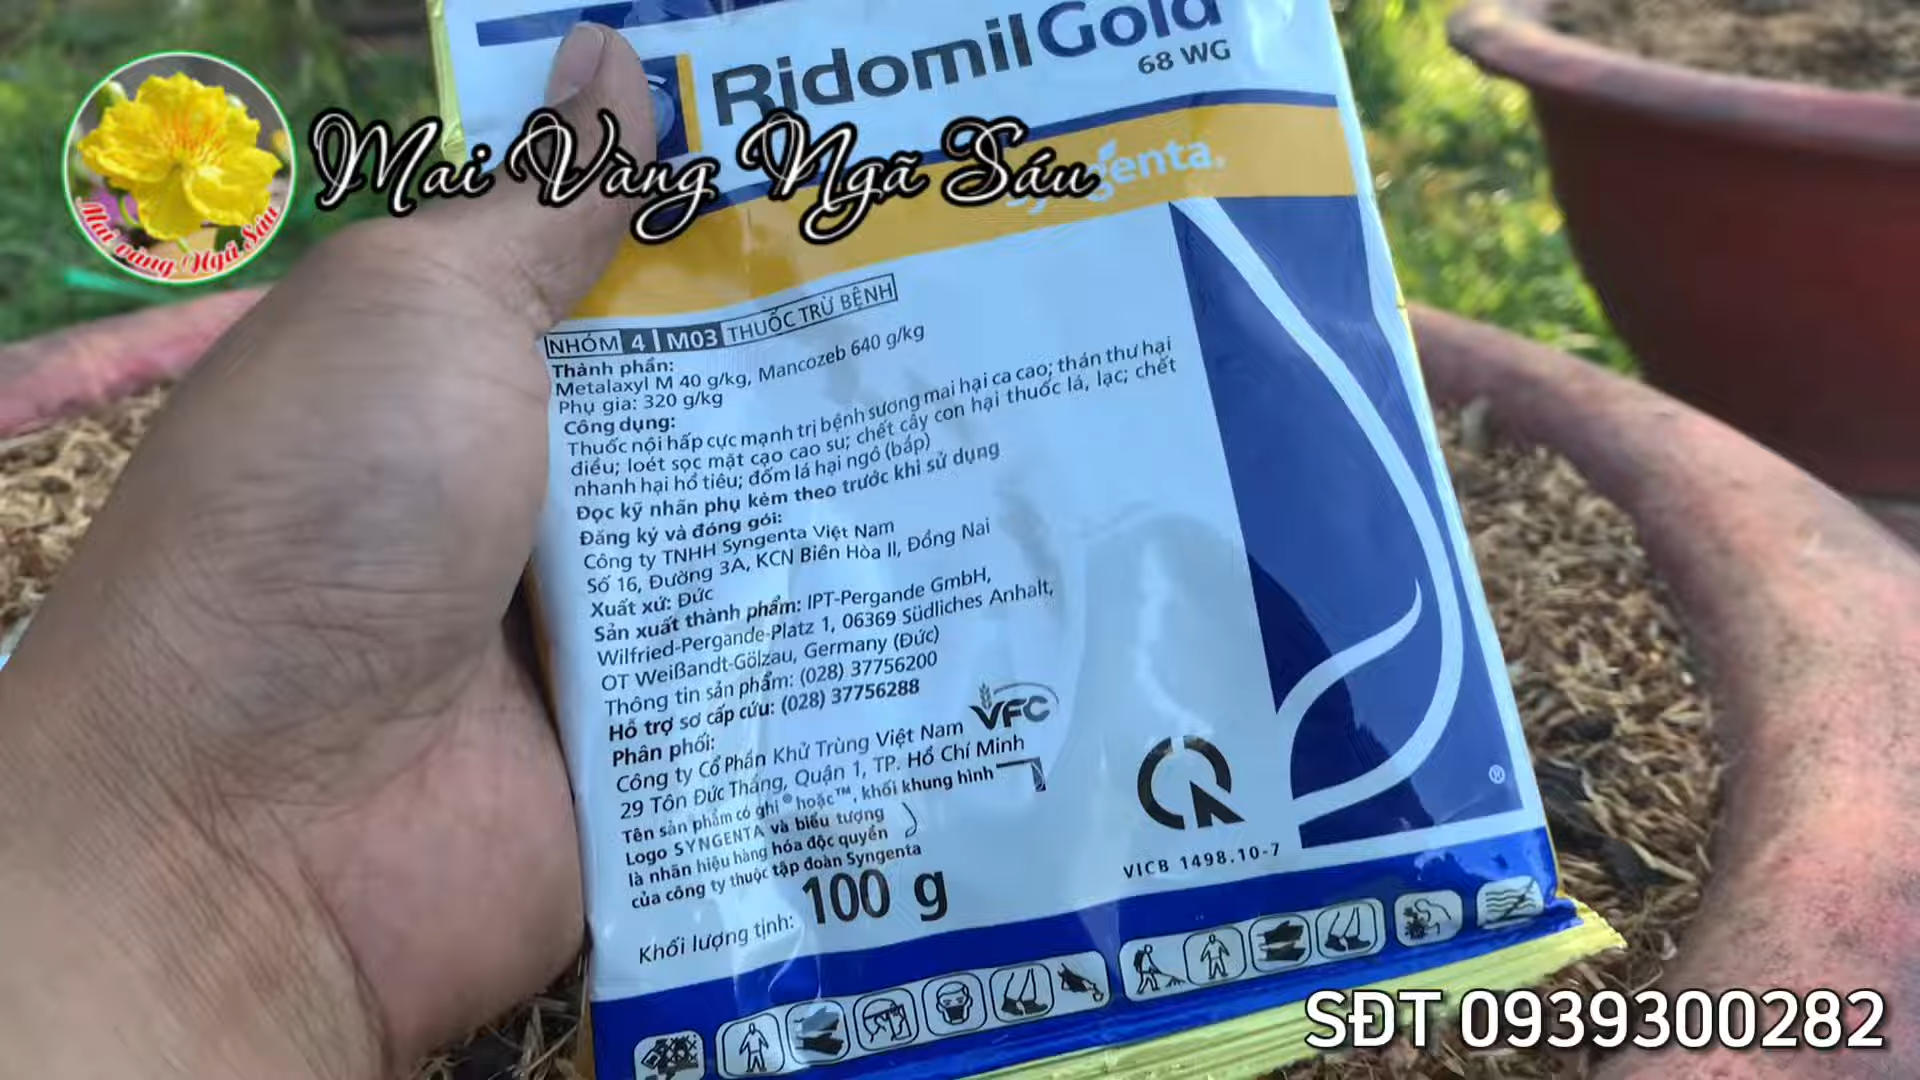 RidomilGold
68 WG
Mai Vàng Ngã Sáu
Mai vàng Ngã Sáu
syngenta.
NHÓM 4 M03 THUỐC TRỪ BỆNH
Thành phần:
Metalaxyl M 40 g/kg, Mancozeb 640 g/kg
Phụ gia: 320 g/kg
Công dụng:
Thuốc nội hấp cực mạnh trị bệnh sương mai hại ca cao; thán thư hại
điều; loét sọc mặt cạo cao su; chết cây con hại thuốc lá, lạc; chết
nhanh hại hồ tiêu; đốm lá hại ngô (bắp)
Đọc kỹ nhãn phụ kèm theo trước khi sử dụng
Đăng ký và đóng gói:
Công ty TNHH Syngenta Việt Nam
Số 16, Đường 3A, KCN Biên Hòa II, Đồng Nai
Xuất xứ: Đức
Sản xuất thành phẩm: IPT-Pergande GmbH,
Wilfried-Pergande-Platz 1, 06369 Südliches Anhalt,
OT Weißandt-Gölzau, Germany (Đức)
Thông tin sản phẩm: (028) 37756200
Hỗ trợ sơ cấp cứu: (028) 37756288
Phân phối:
Công ty Cổ Phần Khử Trùng Việt Nam VFC
29 Tôn Đức Thắng, Quận 1, TP. Hồ Chí Minh
Tên sản phẩm có ghi ® hoặc ™, khối khung hình
Logo SYNGENTA và biểu tượng
là nhãn hiệu hàng hóa độc quyền
của công ty thuộc tập đoàn Syngenta
Khối lượng tịnh: 100 g
®
VICB 1498.10-7
SĐT 0939300282